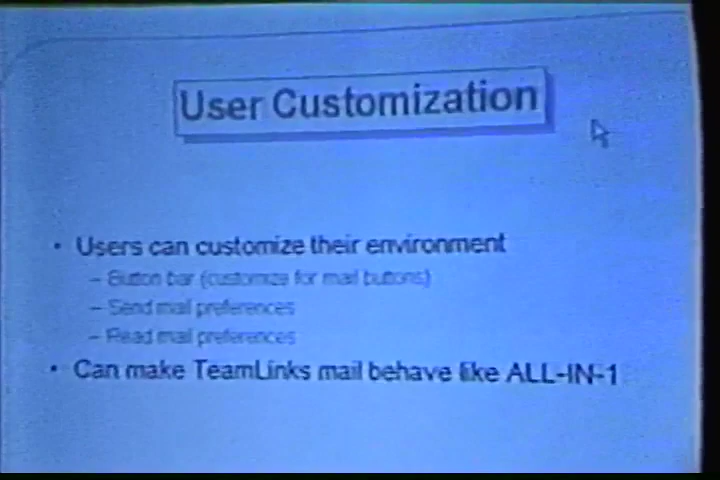 User Customization
• Users can customize their environment
– Button bar (customize for mail buttons)
– Send mail preferences
– Read mail preferences
• Can make TeamLinks mail behave like ALL-IN-1